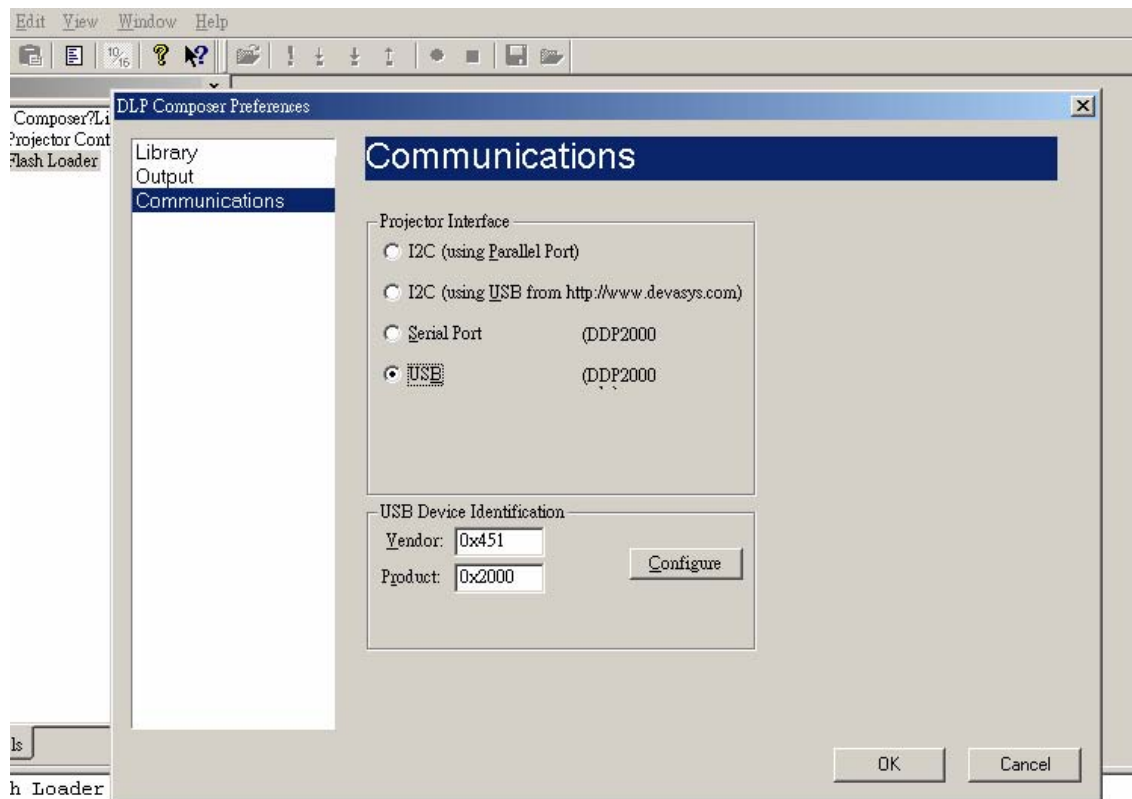 Edit View Window Help
10/16
DLP Composer Preferences
Composer?Li
Projector Cont
Flash Loader
Library
Output
Communications
Communications
Projector Interface
I2C (using Parallel Port)
I2C (using USB from http://www.devasys.com)
Serial Port (DDP2000
USB (DDP2000
USB Device Identification
Vendor: 0x451
Product: 0x2000
Configure
ls
OK Cancel
h Loader